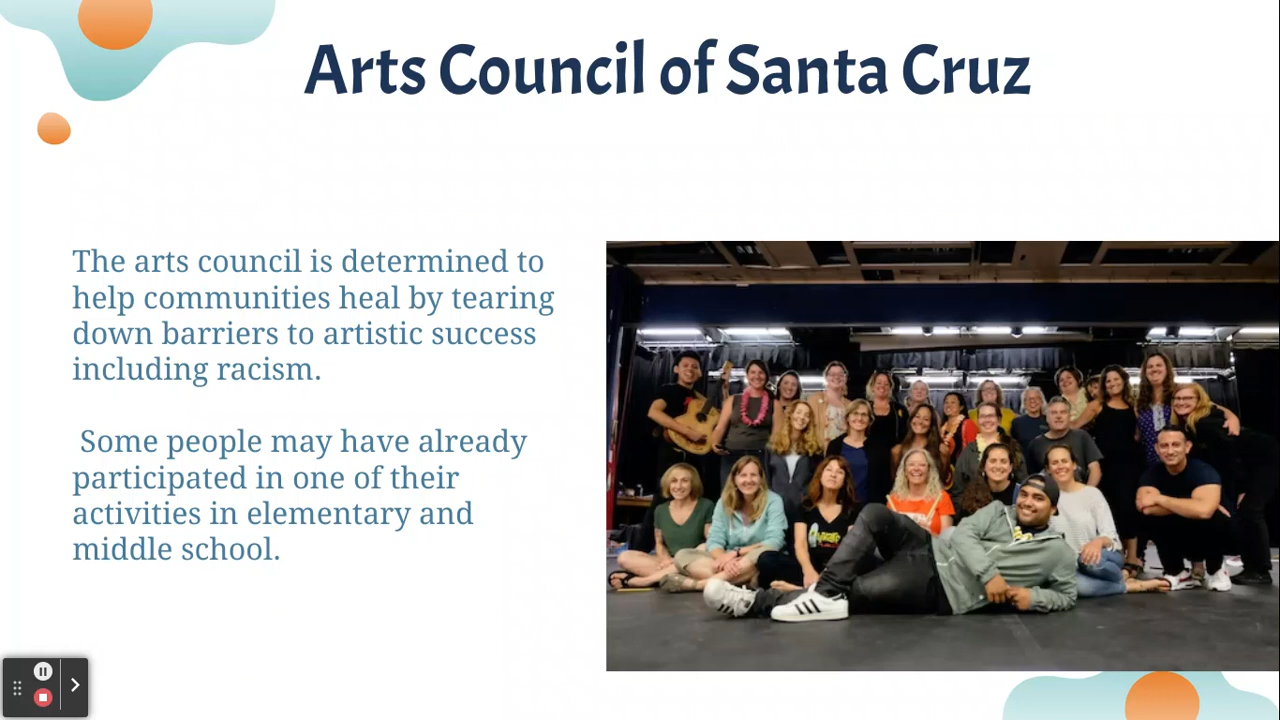 Arts Council of Santa Cruz
The arts council is determined to
help communities heal by tearing
down barriers to artistic success
including racism.
Some people may have already
participated in one of their
activities in elementary and
middle school.